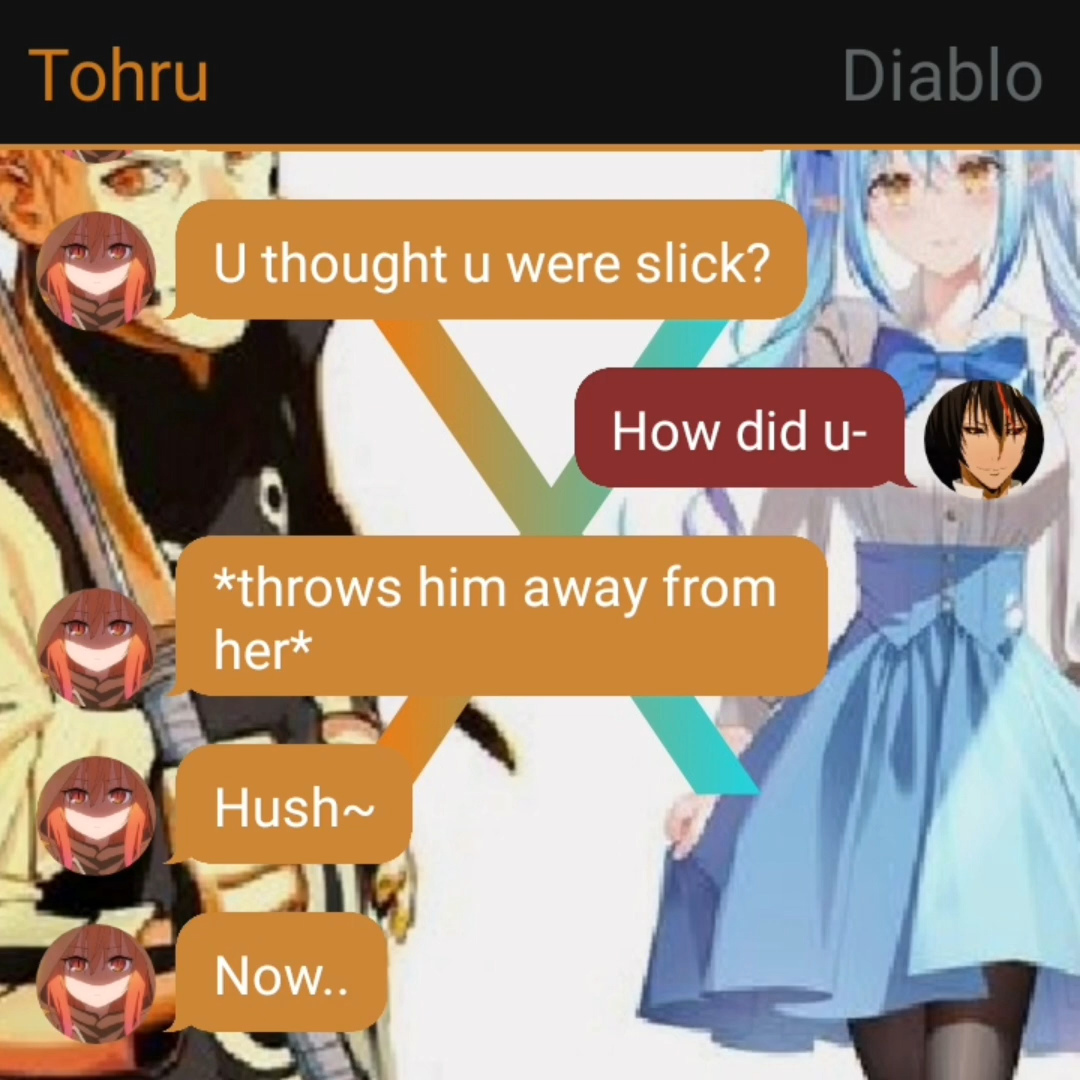 Tohru
Diablo
U thought u were slick?
How did u-
*throws him away from
her*
Hush~
Now..